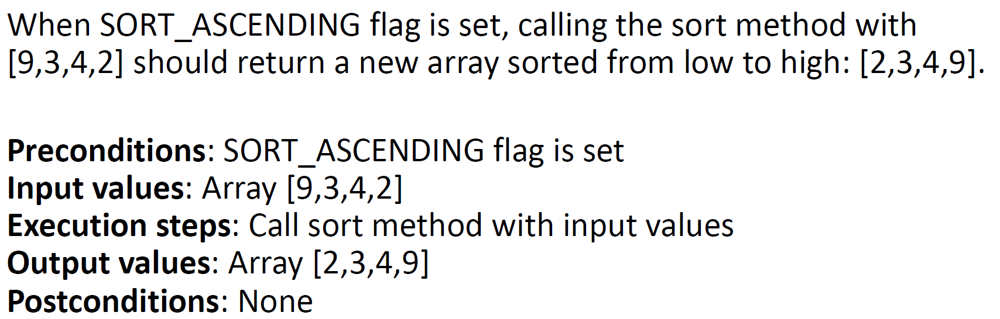 When SORT_ASCENDING flag is set, calling the sort method with
[9,3,4,2] should return a new array sorted from low to high: [2,3,4,9].
Preconditions: SORT_ASCENDING flag is set
Input values: Array [9,3,4,2]
Execution steps: Call sort method with input values
Output values: Array [2,3,4,9]
Postconditions: None